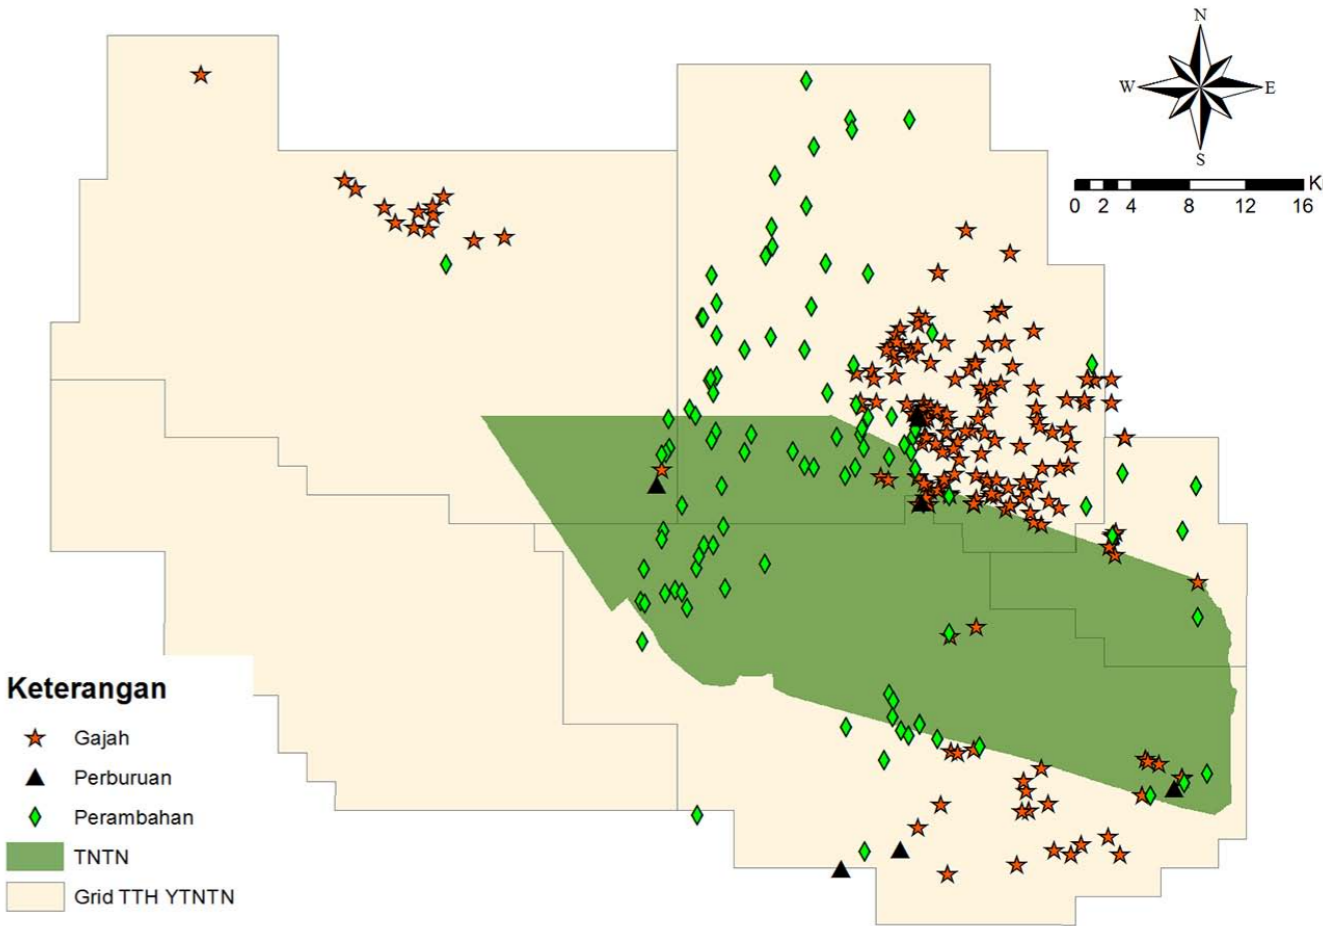 N
W E
S
K
0 2 4 8 12 16
Keterangan
Gajah
Perburuan
Perambahan
TNTN
Grid TTH YTNTN